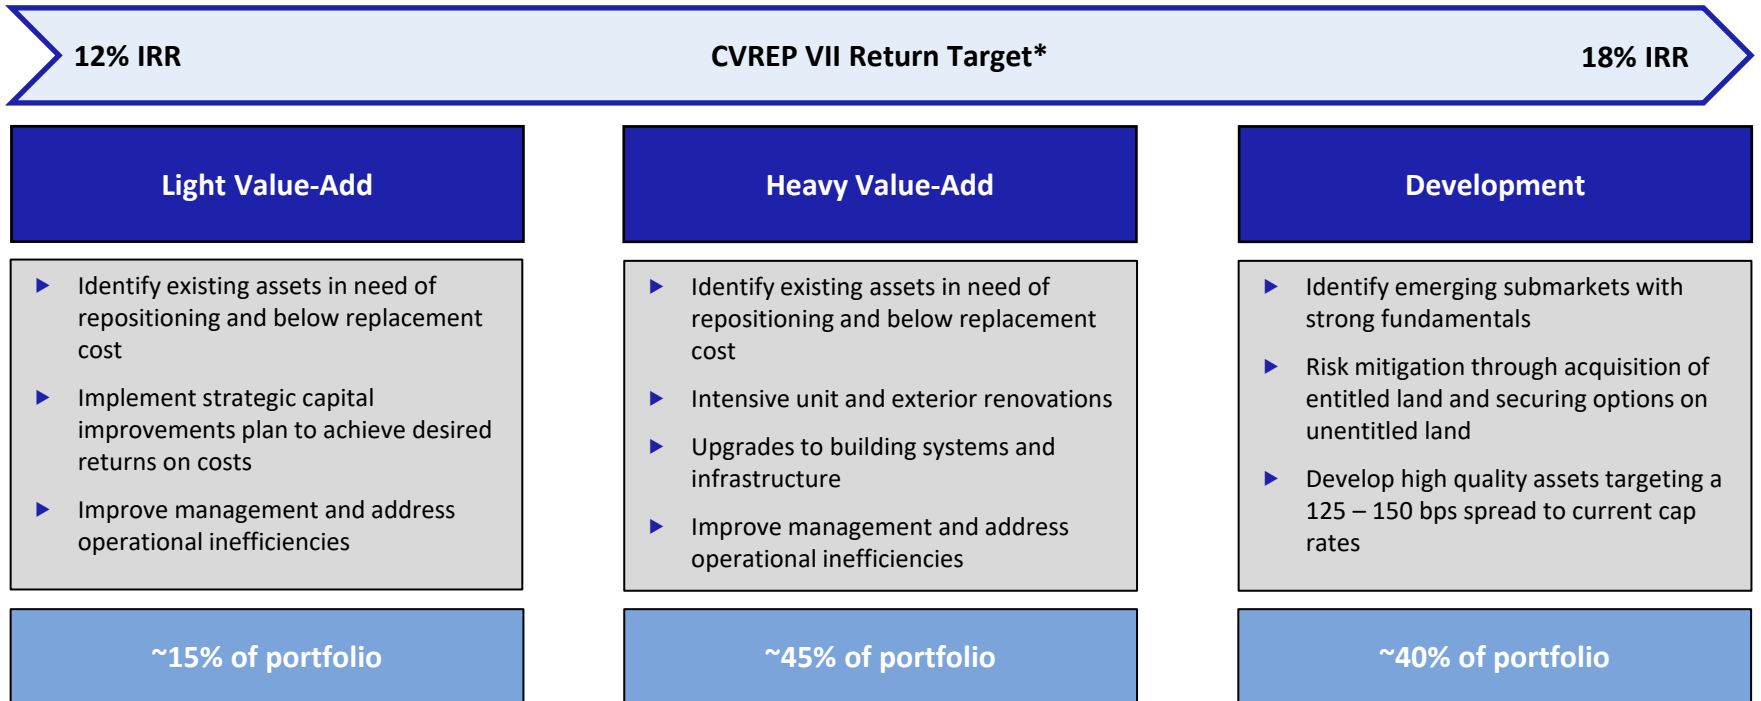 12% IRR
CVREP VII Return Target*
18% IRR
Light Value-Add
▶ Identify existing assets in need of
repositioning and below replacement
cost
▶ Implement strategic capital
improvements plan to achieve desired
returns on costs
▶ Improve management and address
operational inefficiencies
~15% of portfolio
Heavy Value-Add
▶ Identify existing assets in need of
repositioning and below replacement
cost
▶ Intensive unit and exterior renovations
▶ Upgrades to building systems and
infrastructure
▶ Improve management and address
operational inefficiencies
~45% of portfolio
Development
▶ Identify emerging submarkets with
strong fundamentals
▶ Risk mitigation through acquisition of
entitled land and securing options on
unentitled land
▶ Develop high quality assets targeting a
125 – 150 bps spread to current cap
rates
~40% of portfolio